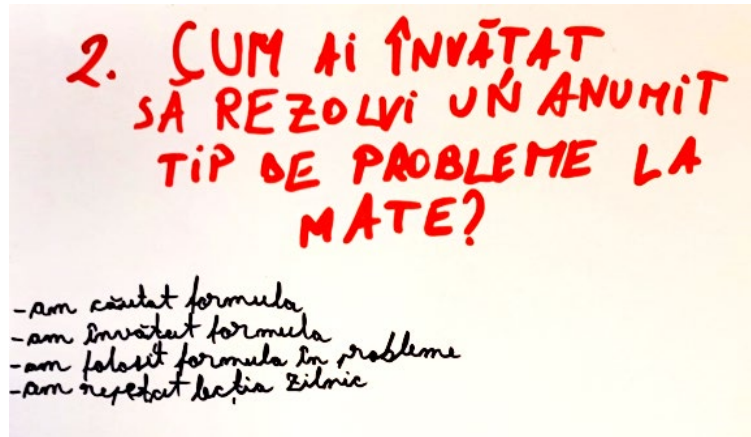 2. CUM AI ÎNVĂȚAT
SĂ REZOLVI UN ANUMIT
TIP DE PROBLEME LA
MATE?
-am căutat formula
-am învățat formula
-am folosit formula în probleme
-am repetat lecția zilnic